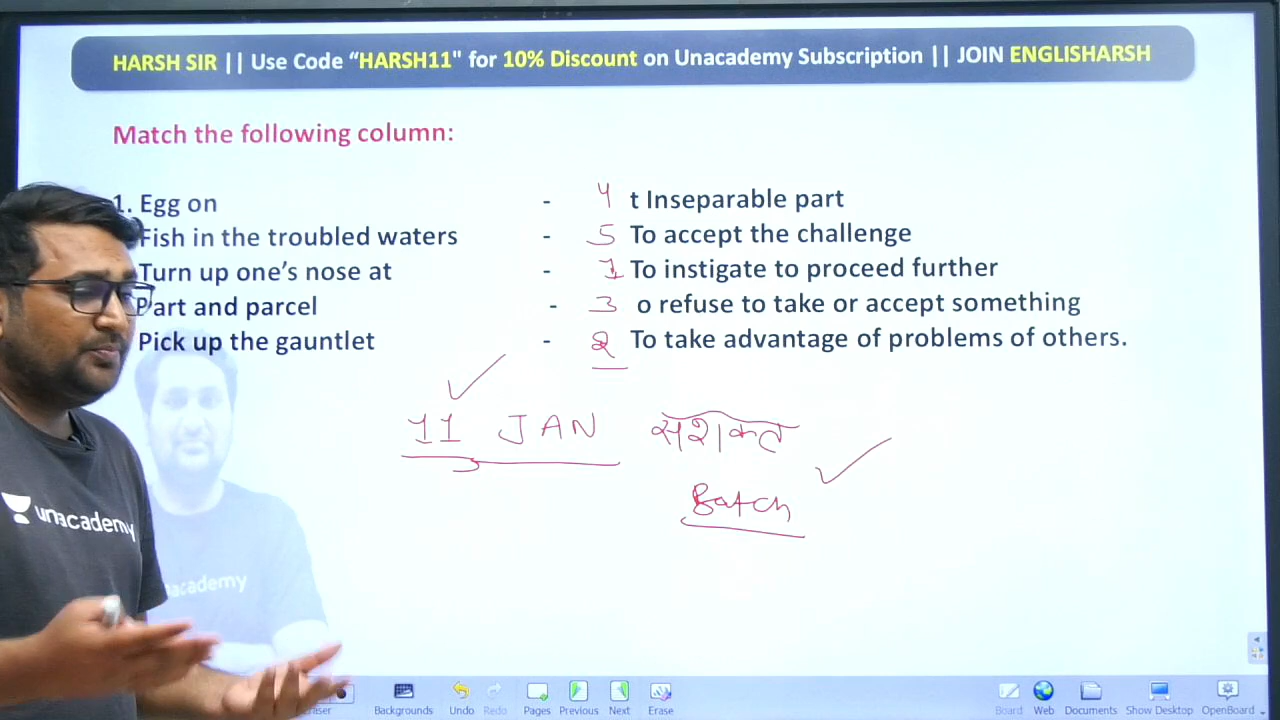 HARSH SIR || Use Code “HARSH11" for 10% Discount on Unacademy Subscription || JOIN ENGLISHARSH
Match the following column:
1. Egg on - 4 t Inseparable part
Fish in the troubled waters - 5 To accept the challenge
Turn up one’s nose at - 1 To instigate to proceed further
Part and parcel - 3 o refuse to take or accept something
Pick up the gauntlet - 2 To take advantage of problems of others.
11 JAN सशक्त
Batch
unacademy
unacademy
Eraser Backgrounds Undo Redo Pages Previous Next Erase Board Web Documents Show Desktop OpenBoard